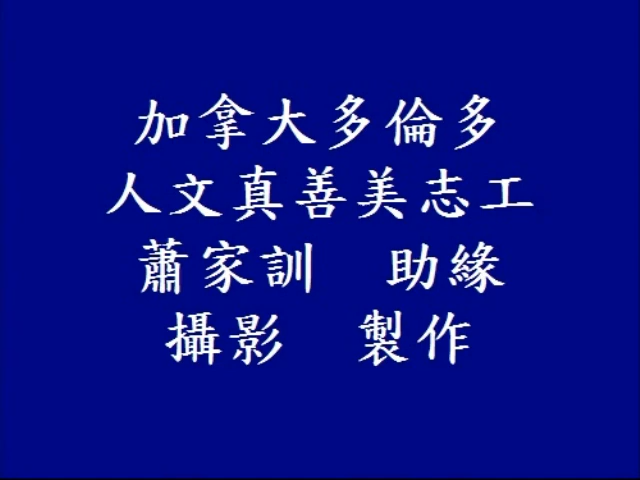 加拿大多倫多
人文真善美志工
蕭家訓　助緣
攝影　製作